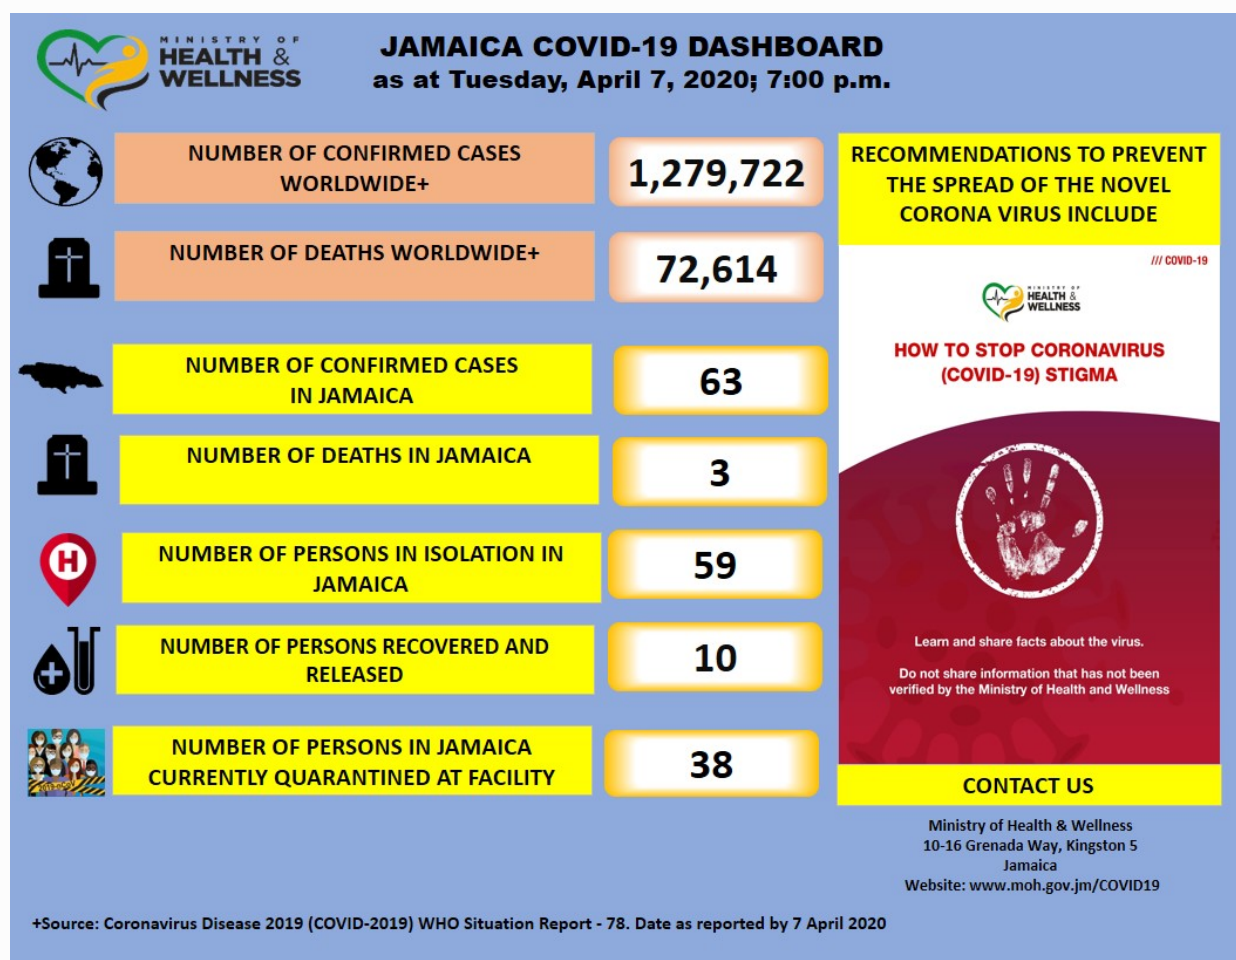 MINISTRY OF
HEALTH &
WELLNESS
JAMAICA COVID-19 DASHBOARD
as at Tuesday, April 7, 2020; 7:00 p.m.
NUMBER OF CONFIRMED CASES
WORLDWIDE+
1,279,722
NUMBER OF DEATHS WORLDWIDE+
72,614
NUMBER OF CONFIRMED CASES
IN JAMAICA
63
NUMBER OF DEATHS IN JAMAICA
3
H
NUMBER OF PERSONS IN ISOLATION IN
JAMAICA
59
NUMBER OF PERSONS RECOVERED AND
RELEASED
10
NUMBER OF PERSONS IN JAMAICA
CURRENTLY QUARANTINED AT FACILITY
38
RECOMMENDATIONS TO PREVENT
THE SPREAD OF THE NOVEL
CORONA VIRUS INCLUDE
/// COVID-19
MINISTRY OF
HEALTH &
WELLNESS
HOW TO STOP CORONAVIRUS
(COVID-19) STIGMA
Learn and share facts about the virus.
Do not share information that has not been
verified by the Ministry of Health and Wellness
CONTACT US
Ministry of Health & Wellness
10-16 Grenada Way, Kingston 5
Jamaica
Website: www.moh.gov.jm/COVID19
+Source: Coronavirus Disease 2019 (COVID-2019) WHO Situation Report - 78. Date as reported by 7 April 2020